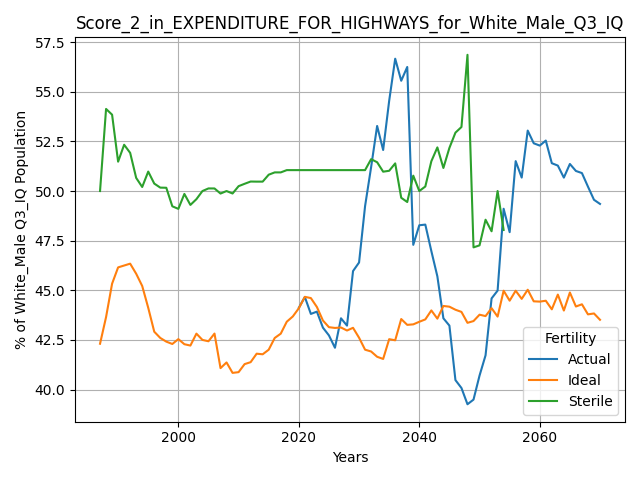 Score_2_in_EXPENDITURE_FOR_HIGHWAYS_for_White_Male_Q3_IQ
57.5
55.0
52.5
50.0
47.5
45.0
42.5
40.0
% of White_Male Q3_IQ Population
2000
2020
2040
2060
Years
Fertility
Actual
Ideal
Sterile